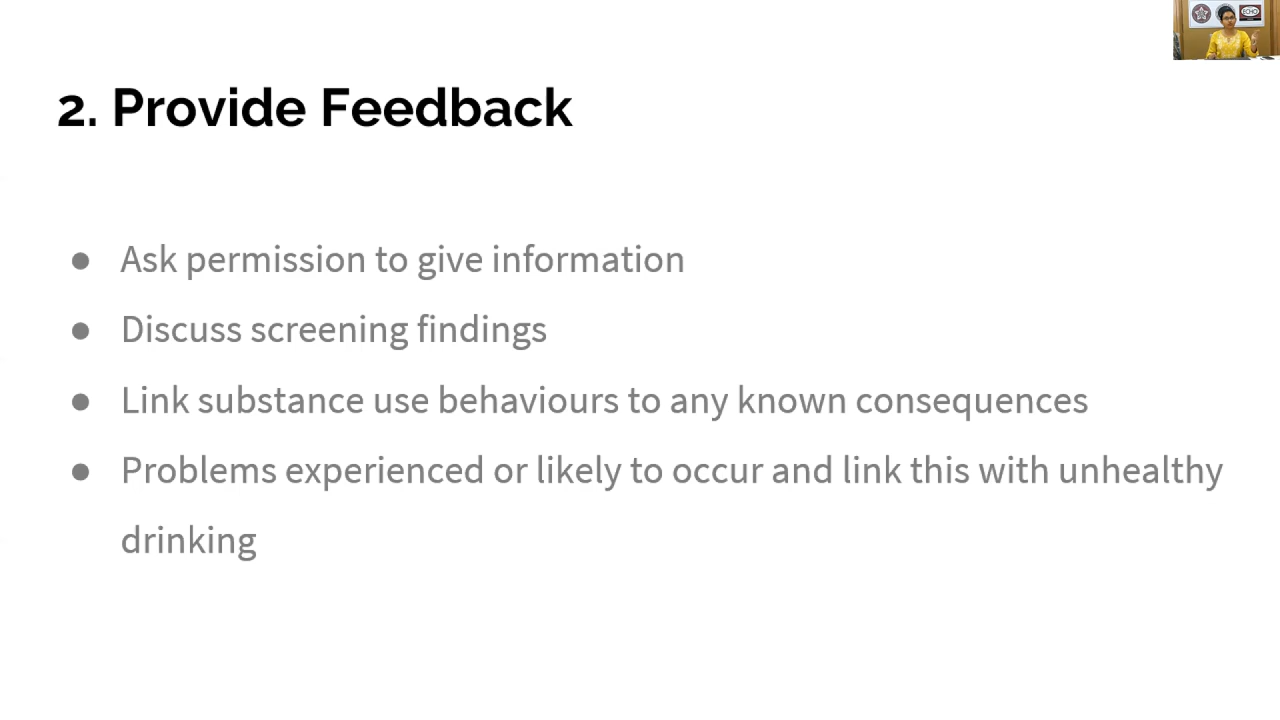 2. Provide Feedback
● Ask permission to give information
● Discuss screening findings
● Link substance use behaviours to any known consequences
● Problems experienced or likely to occur and link this with unhealthy
drinking
ECHO